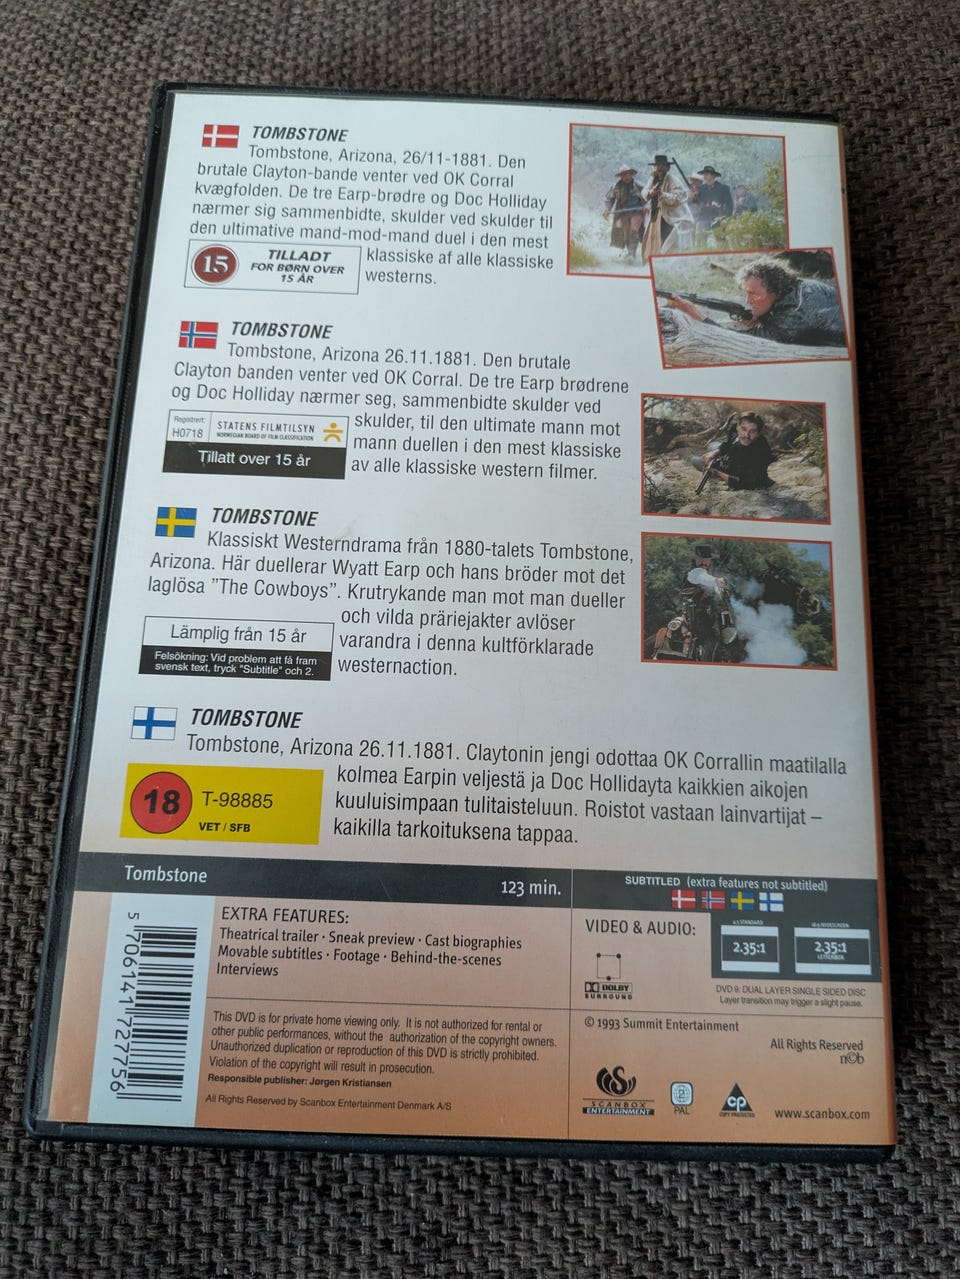 TOMBSTONE
Tombstone, Arizona, 26/11-1881. Den
brutale Clayton-bande venter ved OK Corral
kvægfolden. De tre Earp-brødre og Doc Holliday
nærmer sig sammenbidte, skulder ved skulder til
den ultimative mand-mod-mand duel i den mest
klassiske af alle klassiske
westerns.
15
TILLADT
FOR BØRN OVER
15 ÅR
TOMBSTONE
Tombstone, Arizona 26.11.1881. Den brutale
Clayton banden venter ved OK Corral. De tre Earp brødrene
og Doc Holliday nærmer seg, sammenbidte skulder ved
skulder, til den ultimate mann mot
mann duellen i den mest klassiske
av alle klassiske western filmer.
Registrert:
H0718
STATENS FILMTILSYN
NORWEGIAN BOARD OF FILM CLASSIFICATION
Tillatt over 15 år
TOMBSTONE
Klassiskt Westerndrama från 1880-talets Tombstone,
Arizona. Här duellerar Wyatt Earp och hans bröder mot det
laglösa "The Cowboys". Krutrykande man mot man dueller
och vilda präriejakter avlöser
varandra i denna kultförklarade
westernaction.
Lämplig från 15 år
Felsökning: Vid problem att få fram
svensk text, tryck "Subtitle" och 2.
TOMBSTONE
Tombstone, Arizona 26.11.1881. Claytonin jengi odottaa OK Corrallin maatilalla
kolmea Earpin veljestä ja Doc Hollidayta kaikkien aikojen
kuuluisimpaan tulitaisteluun. Roistot vastaan lainvartijat –
kaikilla tarkoituksena tappaa.
18
T-98885
VET / SFB
Tombstone
123 min.
SUBTITLED (extra features not subtitled)
EXTRA FEATURES:
Theatrical trailer · Sneak preview · Cast biographies
Movable subtitles · Footage · Behind-the-scenes
Interviews
VIDEO & AUDIO:
DOLBY
SURROUND
4:3 STANDARD
2.35:1
16:9 WIDESCREEN
2.35:1
LETTERBOX
DVD 9: DUAL LAYER SINGLE SIDED DISC
Layer transition may trigger a slight pause.
5 706141 727756
This DVD is for private home viewing only. It is not authorized for rental or
other public performances, without the authorization of the copyright owners.
Unauthorized duplication or reproduction of this DVD is strictly prohibited.
Violation of the copyright will result in prosecution.
Responsible publisher: Jørgen Kristiansen
All Rights Reserved by Scanbox Entertainment Denmark A/S
© 1993 Summit Entertainment
All Rights Reserved
SCANBOX
ENTERTAINMENT
2
PAL
CP
COPY PROTECTED
www.scanbox.com